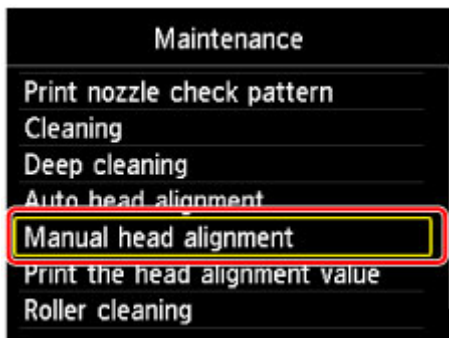 Maintenance
Print nozzle check pattern
Cleaning
Deep cleaning
Auto head alignment
Manual head alignment
Print the head alignment value
Roller cleaning